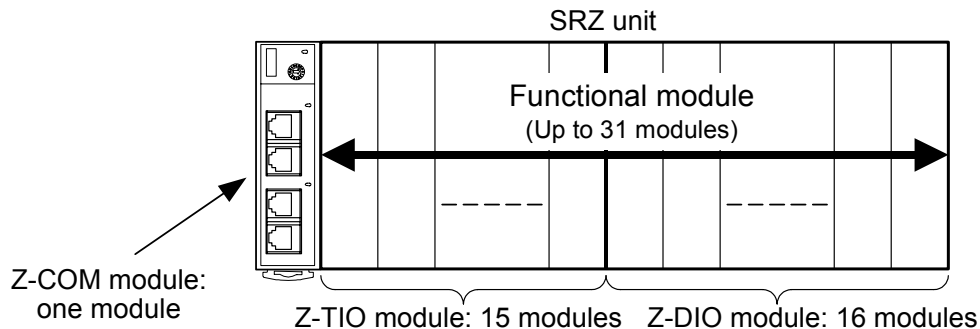 SRZ unit
Functional module
(Up to 31 modules)
Z-COM module:
one module
Z-TIO module: 15 modules
Z-DIO module: 16 modules